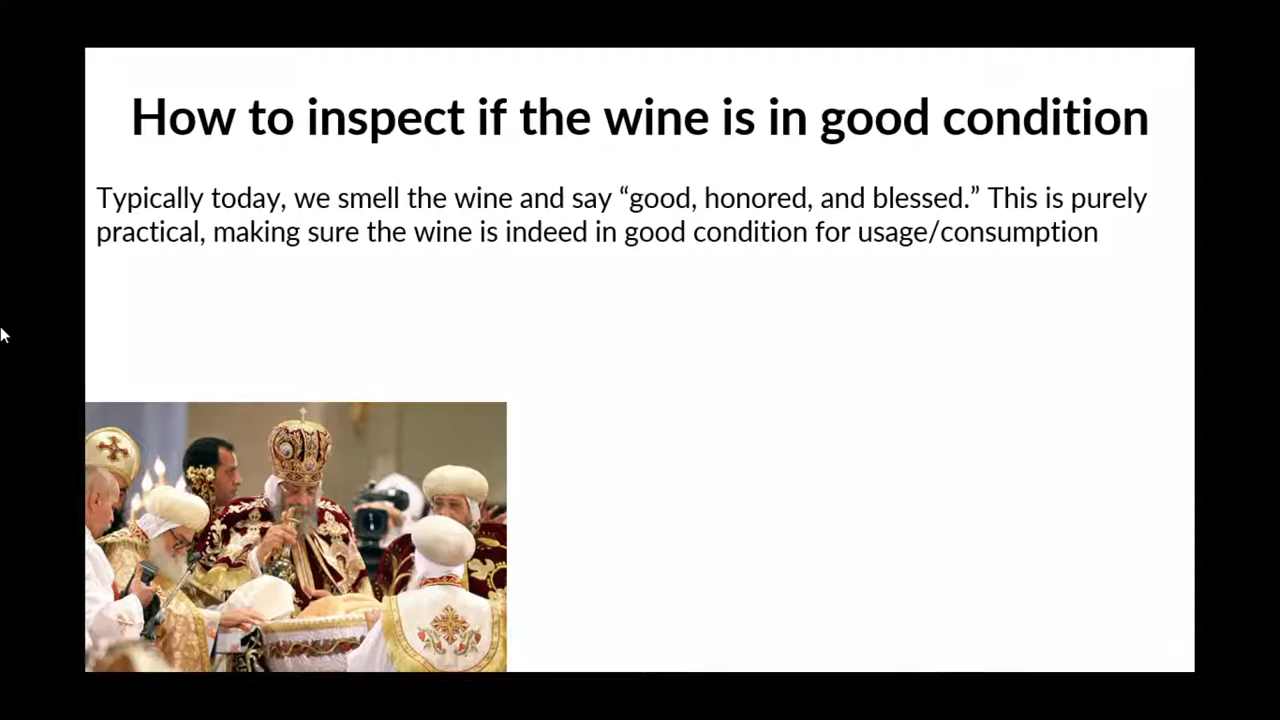 How to inspect if the wine is in good condition
Typically today, we smell the wine and say “good, honored, and blessed.” This is purely
practical, making sure the wine is indeed in good condition for usage/consumption